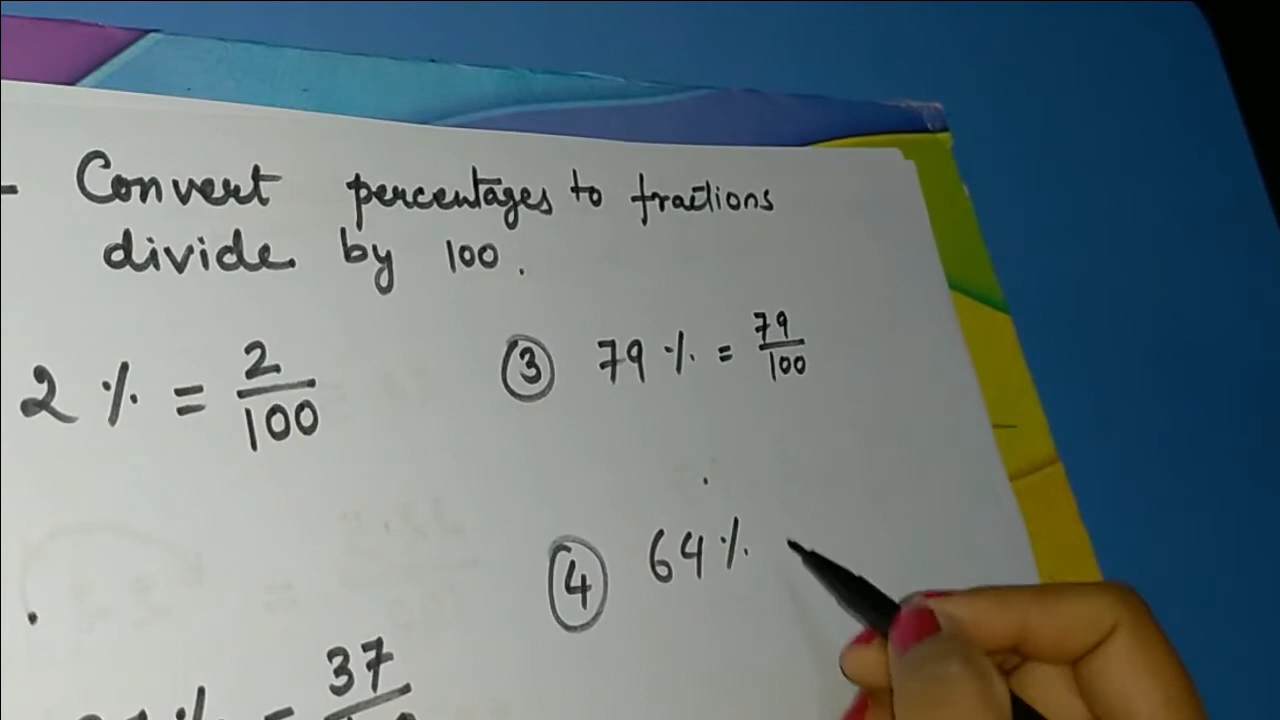 - Convert percentages to fractions
divide by 100.
2 % = 2/100
③ 79 % = 79/100
④ 64 %
% = 37